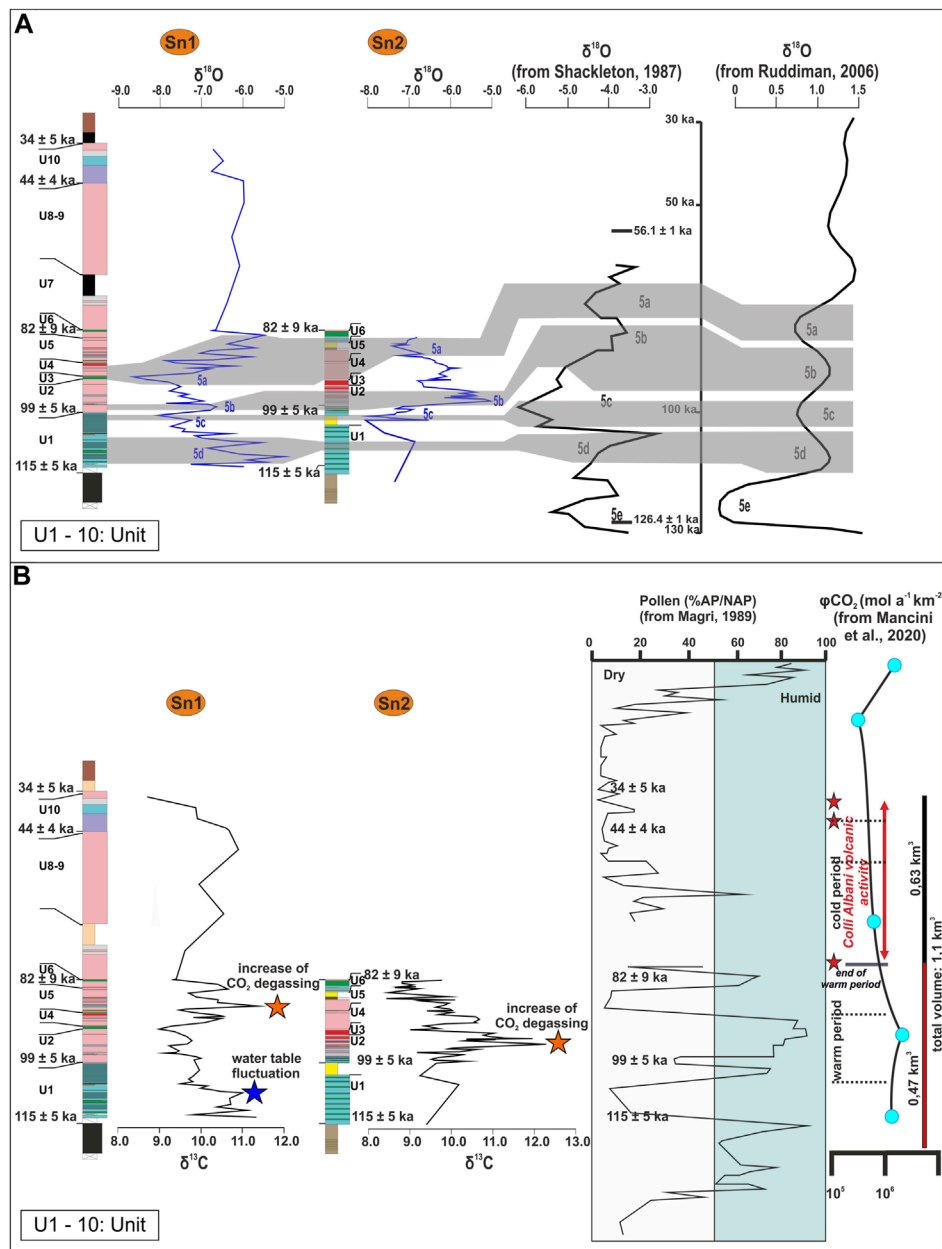 A
Sn1
Sn2
δ¹⁸O
(from Shackleton, 1987)
δ¹⁸O
(from Ruddiman, 2006)
δ¹⁸O
δ¹⁸O
-9.0 -8.0 -7.0 -6.0 -5.0
-8.0 -7.0 -6.0 -5.0
-6.0 -5.0 -4.0 -3.0
0 0.5 1.0 1.5
34 ± 5 ka
U10
44 ± 4 ka
U8-9
U7
U6
82 ± 9 ka
U5
U4
U3
U2
99 ± 5 ka
U1
115 ± 5 ka
5a
5b
5c
5d
82 ± 9 ka
U6
U5
U4
U3
U2
99 ± 5 ka
U1
115 ± 5 ka
5a
5b
5c
30 ka
50 ka
56.1 ± 1 ka
100 ka
126.4 ± 1 ka
130 ka
5a
5b
5c
5d
5e
5a
5b
5c
5d
5e
U1 - 10: Unit
B
Sn1
Sn2
Pollen (%AP/NAP)
(from Magri, 1989)
φCO₂ (mol a⁻¹ km⁻²)
(from Mancini
et al., 2020)
0 20 40 60 80 100
Dry
Humid
34 ± 5 ka
U10
44 ± 4 ka
U8-9
U6
82 ± 9 ka
U5
U4
U2
99 ± 5 ka
U1
115 ± 5 ka
increase of
CO₂ degassing
water table
fluctuation
8.0 9.0 10.0 11.0 12.0
δ¹³C
82 ± 9 ka
U6
U5
U4
U3
U2
99 ± 5 ka
U1
115 ± 5 ka
increase of
CO₂ degassing
8.0 9.0 10.0 11.0 12.0 13.0
δ¹³C
34 ± 5 ka
44 ± 4 ka
82 ± 9 ka
99 ± 5 ka
115 ± 5 ka
cold period
Colli Albani volcanic
activity
end of
warm period
warm period
0,63 km³
0,47 km³
total volume: 1.1 km³
10⁵ 10⁶
U1 - 10: Unit